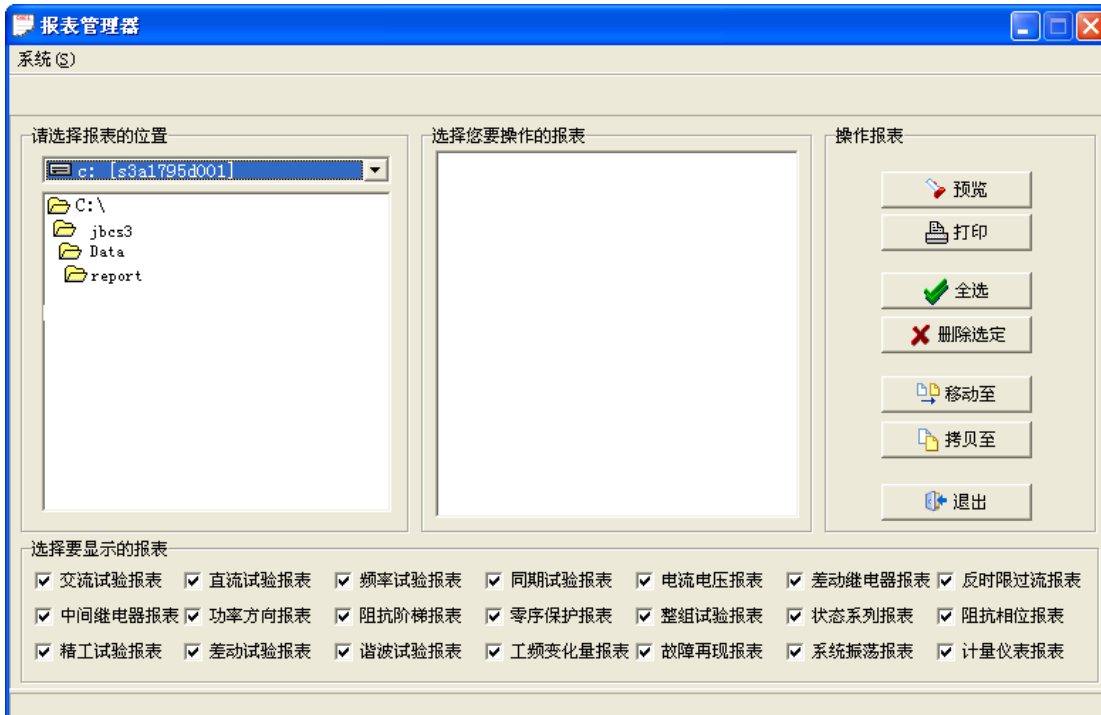 报表管理器
系统(S)
请选择报表的位置
选择您要操作的报表
操作报表
c: [s3a1795d001]
C:\
jbcs3
Data
report
预览
打印
全选
删除选定
移动至
拷贝至
退出
选择要显示的报表
交流试验报表 直流试验报表 频率试验报表 同期试验报表 电流电压报表 差动继电器报表 反时限过流报表
中间继电器报表 功率方向报表 阻抗阶梯报表 零序保护报表 整组试验报表 状态系列报表 阻抗相位报表
精工试验报表 差动试验报表 谐波试验报表 工频变化量报表 故障再现报表 系统振荡报表 计量仪表报表